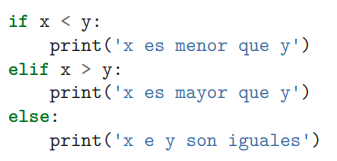 if x < y:
    print('x es menor que y')
elif x > y:
    print('x es mayor que y')
else:
    print('x e y son iguales')